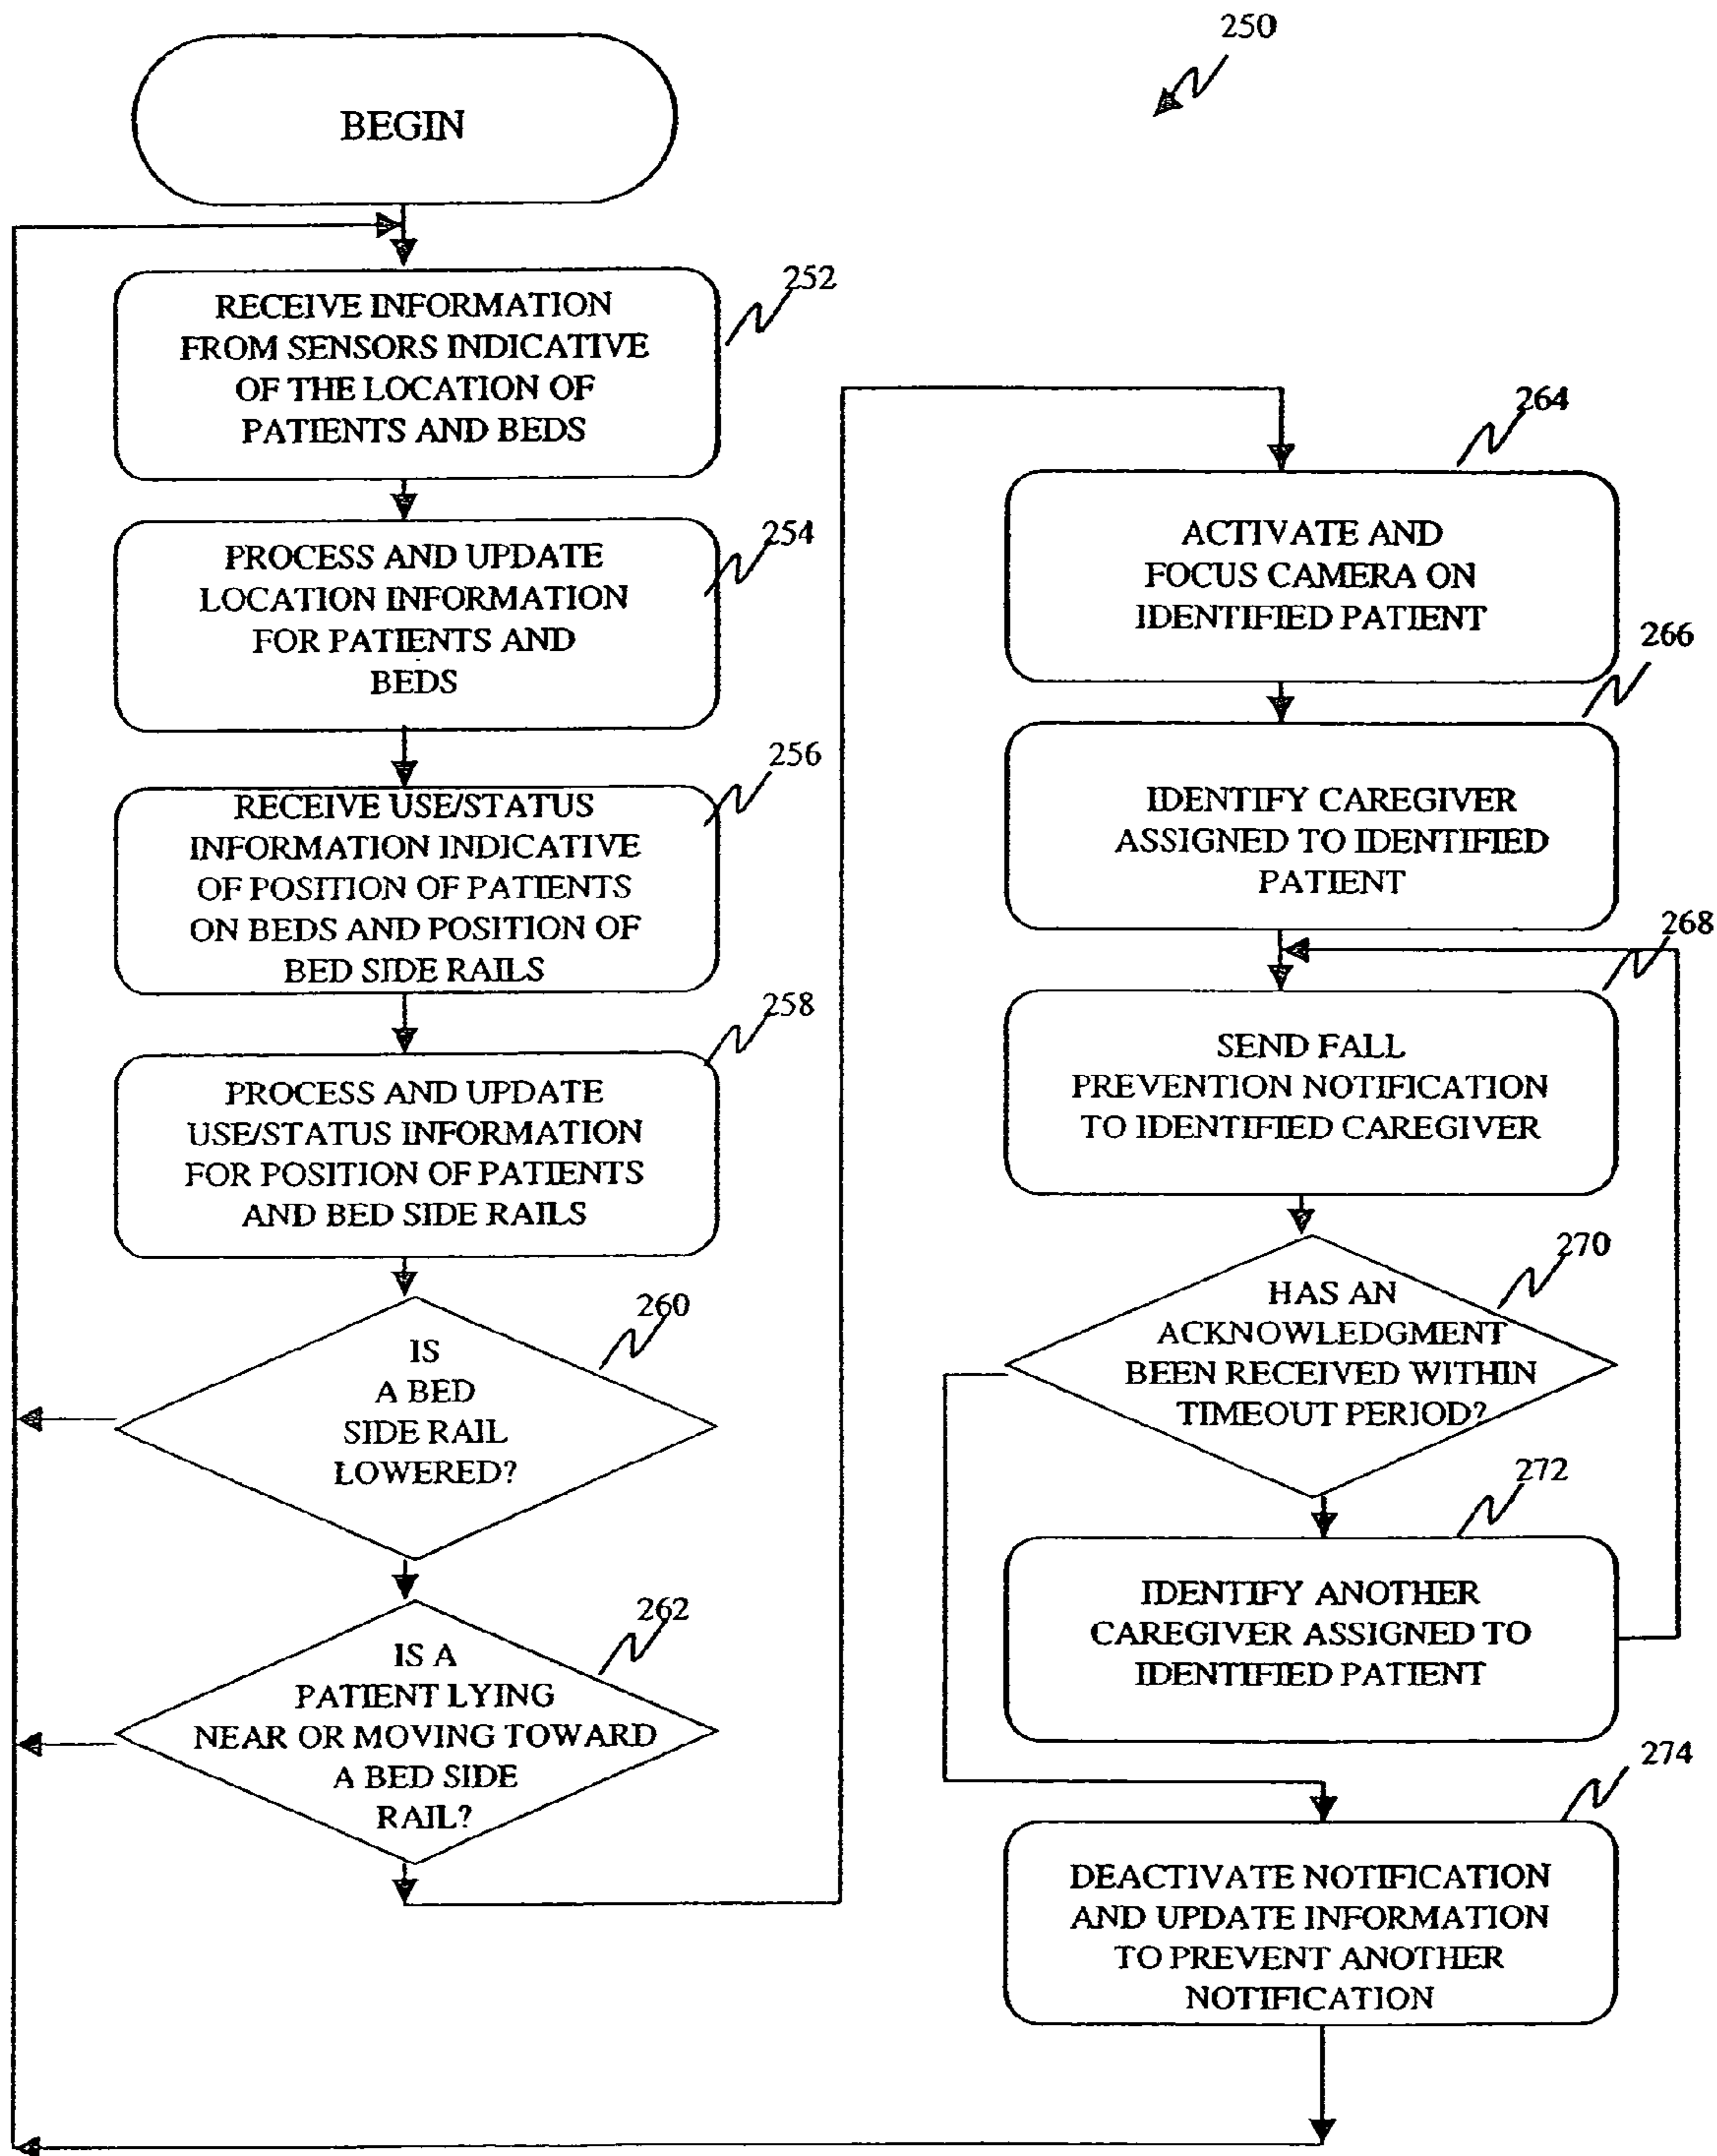 250
BEGIN
252
RECEIVE INFORMATION
FROM SENSORS INDICATIVE
OF THE LOCATION OF
PATIENTS AND BEDS
254
PROCESS AND UPDATE
LOCATION INFORMATION
FOR PATIENTS AND
BEDS
256
RECEIVE USE/STATUS
INFORMATION INDICATIVE
OF POSITION OF PATIENTS
ON BEDS AND POSITION OF
BED SIDE RAILS
258
PROCESS AND UPDATE
USE/STATUS INFORMATION
FOR POSITION OF PATIENTS
AND BED SIDE RAILS
260
IS
A BED
SIDE RAIL
LOWERED?
262
IS A
PATIENT LYING
NEAR OR MOVING TOWARD
A BED SIDE
RAIL?
264
ACTIVATE AND
FOCUS CAMERA ON
IDENTIFIED PATIENT
266
IDENTIFY CAREGIVER
ASSIGNED TO IDENTIFIED
PATIENT
268
SEND FALL
PREVENTION NOTIFICATION
TO IDENTIFIED CAREGIVER
270
HAS AN
ACKNOWLEDGMENT
BEEN RECEIVED WITHIN
TIMEOUT PERIOD?
272
IDENTIFY ANOTHER
CAREGIVER ASSIGNED TO
IDENTIFIED PATIENT
274
DEACTIVATE NOTIFICATION
AND UPDATE INFORMATION
TO PREVENT ANOTHER
NOTIFICATION